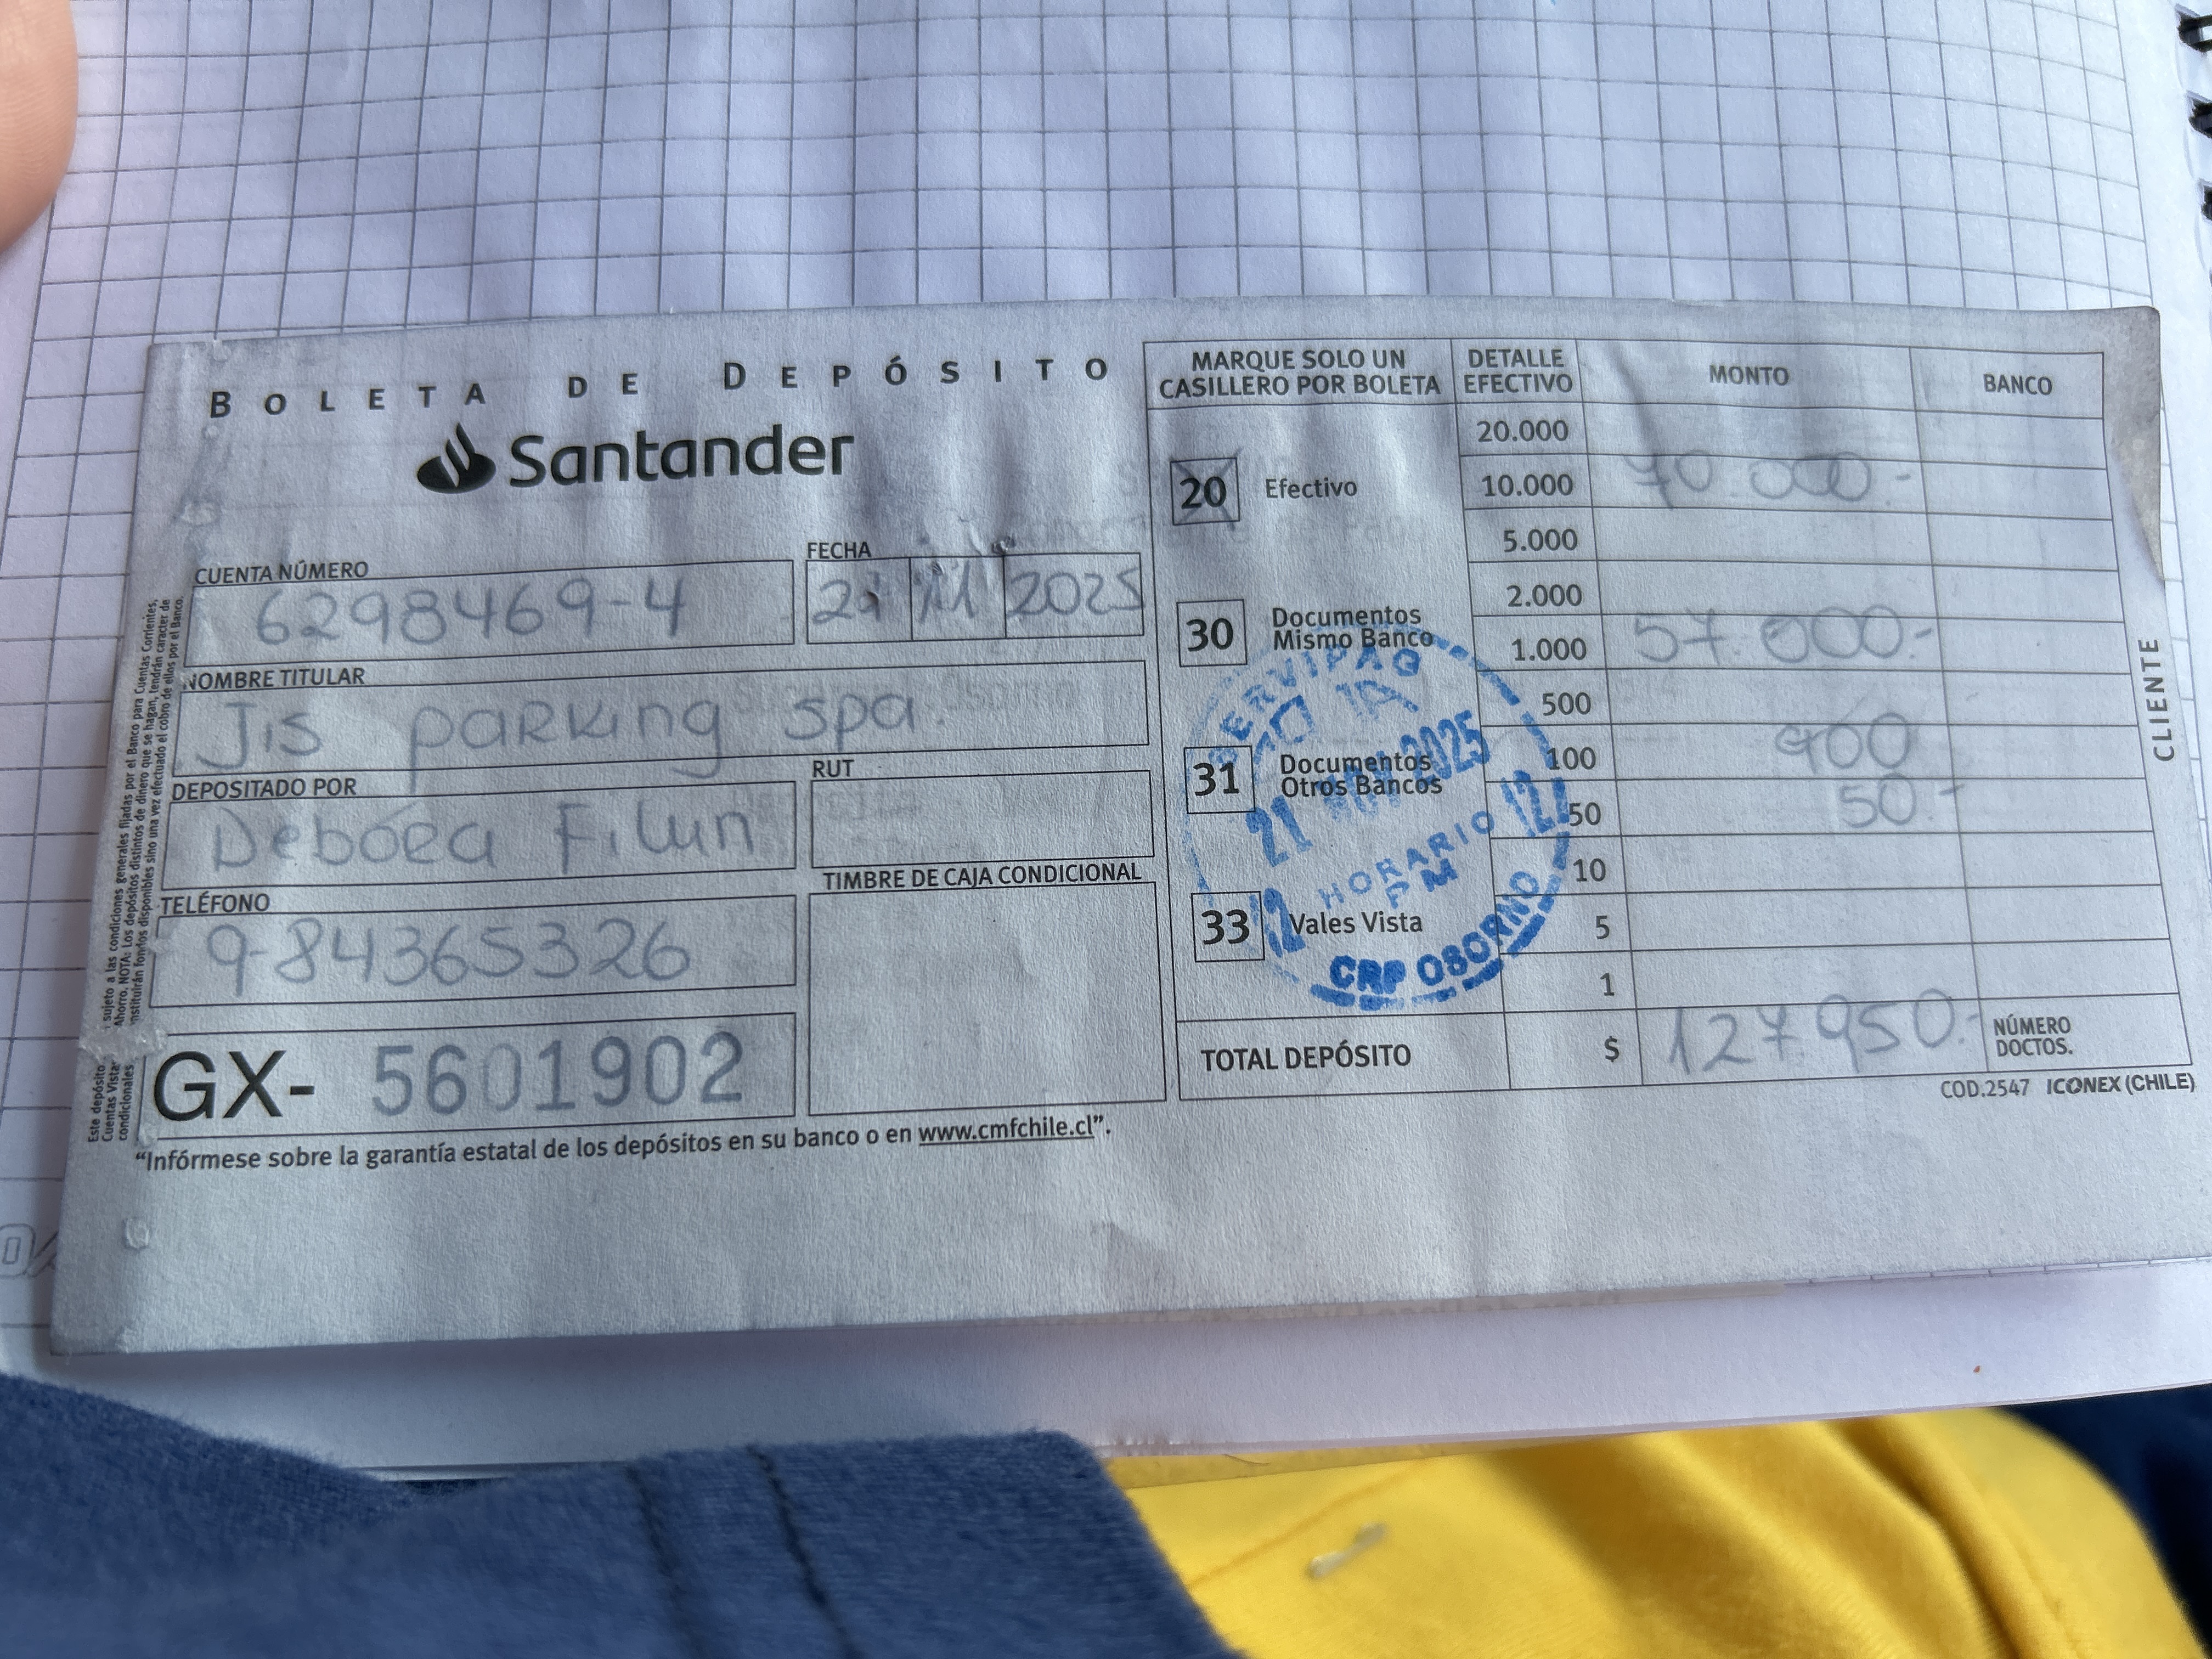 BOLETA DE DEPÓSITO
Santander
CUENTA NÚMERO
6298469-4
FECHA
21 11 2025
NOMBRE TITULAR
Jis parking spa
DEPOSITADO POR
Debóra Filun
RUT
TELÉFONO
9-84365326
TIMBRE DE CAJA CONDICIONAL
GX- 5601902
"Infórmese sobre la garantía estatal de los depósitos en su banco o en www.cmfchile.cl".
MARQUE SOLO UN
CASILLERO POR BOLETA
DETALLE
EFECTIVO
MONTO
BANCO
20 Efectivo
30 Documentos
Mismo Banco
31 Documentos
Otros Bancos
33 Vales Vista
20.000
10.000 70.000.-
5.000
2.000
1.000 57.000.-
500
100 900
50 50.-
10
5
1
TOTAL DEPÓSITO $ 127.950.-
NÚMERO
DOCTOS.
COD.2547 ICONEX (CHILE)
CLIENTE
SERVIPAG
21 NOV 2025
HORARIO
PM
12
CRP OSORNO